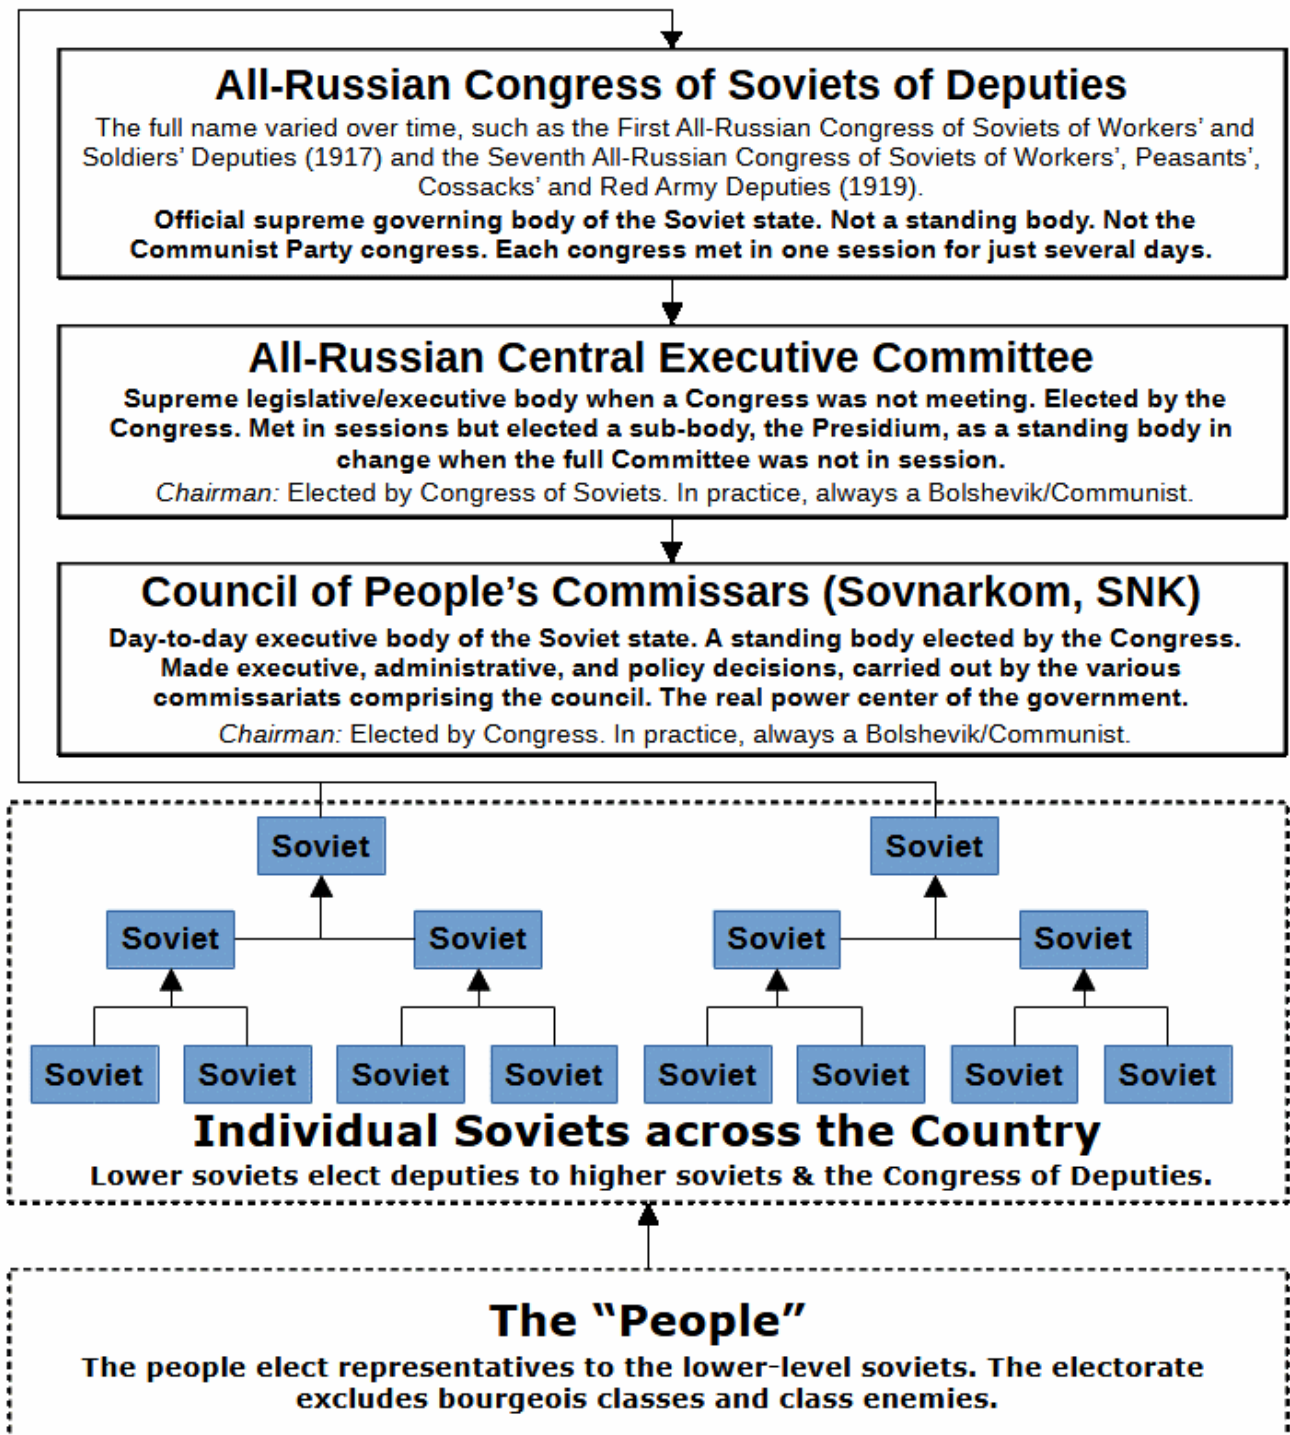 All-Russian Congress of Soviets of Deputies
The full name varied over time, such as the First All-Russian Congress of Soviets of Workers’ and
Soldiers’ Deputies (1917) and the Seventh All-Russian Congress of Soviets of Workers’, Peasants’,
Cossacks’ and Red Army Deputies (1919).
Official supreme governing body of the Soviet state. Not a standing body. Not the
Communist Party congress. Each congress met in one session for just several days.
All-Russian Central Executive Committee
Supreme legislative/executive body when a Congress was not meeting. Elected by the
Congress. Met in sessions but elected a sub-body, the Presidium, as a standing body in
change when the full Committee was not in session.
Chairman: Elected by Congress of Soviets. In practice, always a Bolshevik/Communist.
Council of People’s Commissars (Sovnarkom, SNK)
Day-to-day executive body of the Soviet state. A standing body elected by the Congress.
Made executive, administrative, and policy decisions, carried out by the various
commissariats comprising the council. The real power center of the government.
Chairman: Elected by Congress. In practice, always a Bolshevik/Communist.
Soviet Soviet
Soviet Soviet Soviet Soviet
Soviet Soviet Soviet Soviet Soviet Soviet Soviet Soviet
Individual Soviets across the Country
Lower soviets elect deputies to higher soviets & the Congress of Deputies.
The “People”
The people elect representatives to the lower-level soviets. The electorate
excludes bourgeois classes and class enemies.